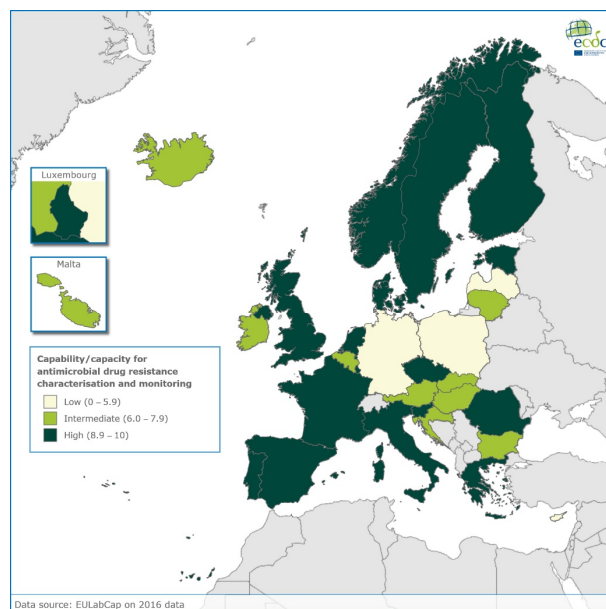 ecdc
Luxembourg
Malta
Capability/capacity for
antimicrobial drug resistance
characterisation and monitoring
Low (0 – 5.9)
Intermediate (6.0 – 7.9)
High (8.9 – 10)
Data source: EULabCap on 2016 data